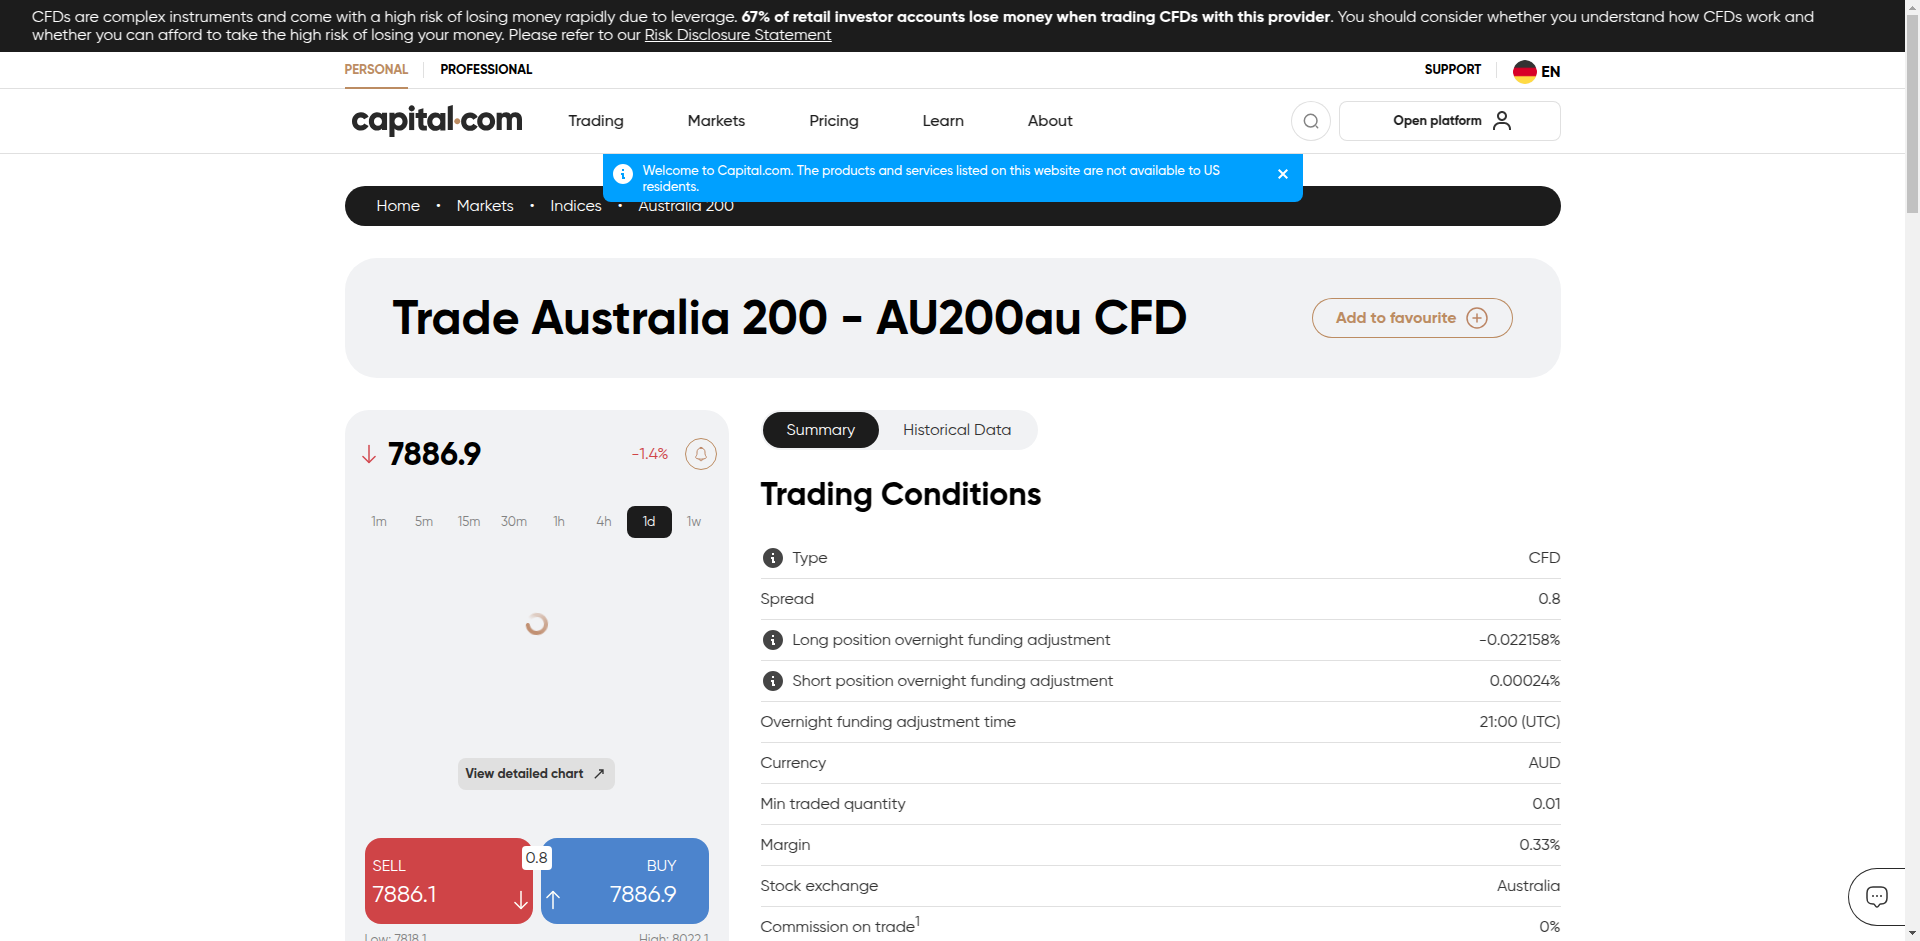 CFDs are complex instruments and come with a high risk of losing money rapidly due to leverage. 67% of retail investor accounts lose money when trading CFDs with this provider. You should consider whether you understand how CFDs work and
whether you can afford to take the high risk of losing your money. Please refer to our Risk Disclosure Statement
PERSONAL PROFESSIONAL SUPPORT EN
capital.com Trading Markets Pricing Learn About Open platform
Welcome to Capital.com. The products and services listed on this website are not available to US
residents.
Home • Markets • Indices • Australia 200
Trade Australia 200 - AU200au CFD
Add to favourite
7886.9 -1.4%
1m 5m 15m 30m 1h 4h 1d 1w
View detailed chart
SELL 0.8 BUY
7886.1 7886.9
Low: 7818.1 High: 8022.1
Summary Historical Data
Trading Conditions
Type CFD
Spread 0.8
Long position overnight funding adjustment -0.022158%
Short position overnight funding adjustment 0.00024%
Overnight funding adjustment time 21:00 (UTC)
Currency AUD
Min traded quantity 0.01
Margin 0.33%
Stock exchange Australia
Commission on trade1 0%